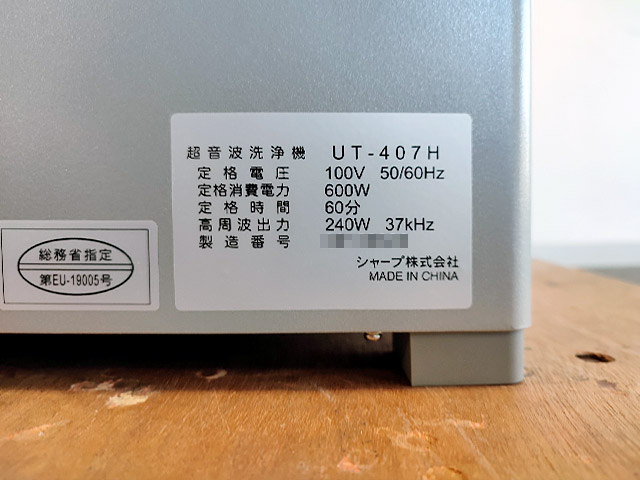 超音波洗浄機 UT-407H
定格電圧 100V 50/60Hz
定格消費電力 600W
定格時間 60分
高周波出力 240W 37kHz
製造番号
シャープ株式会社
MADE IN CHINA
総務省指定
第EU-19005号